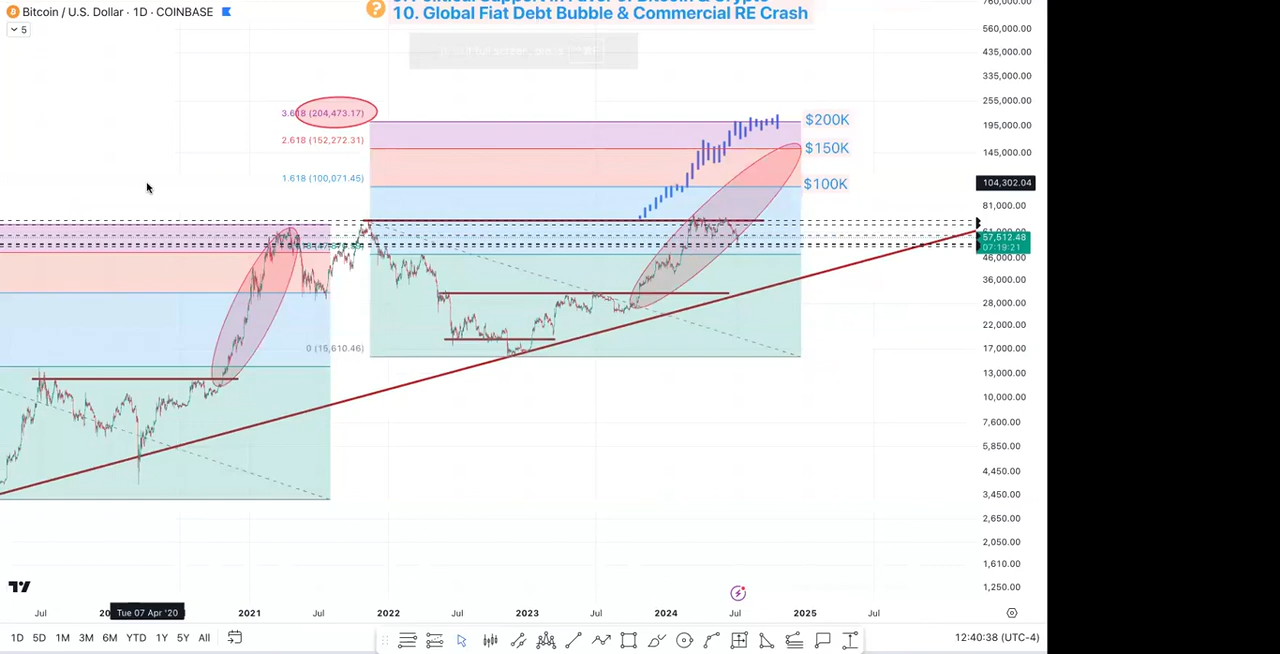 Bitcoin / U.S. Dollar · 1D · COINBASE
10. Global Fiat Debt Bubble & Commercial RE Crash
5
3.618 (204,473.17)
2.618 (152,272.31)
1.618 (100,071.45)
0 (15,610.46)
$200K
$150K
$100K
760,000.00
560,000.00
435,000.00
335,000.00
255,000.00
195,000.00
145,000.00
104,302.04
81,000.00
57,512.48
07:19:21
46,000.00
36,000.00
28,000.00
22,000.00
17,000.00
13,000.00
10,000.00
7,600.00
5,850.00
4,450.00
3,450.00
2,650.00
2,050.00
1,610.00
1,250.00
Jul
Tue 07 Apr '20
2021
Jul
2022
Jul
2023
Jul
2024
Jul
2025
Jul
1D 5D 1M 3M 6M YTD 1Y 5Y All
12:40:38 (UTC-4)